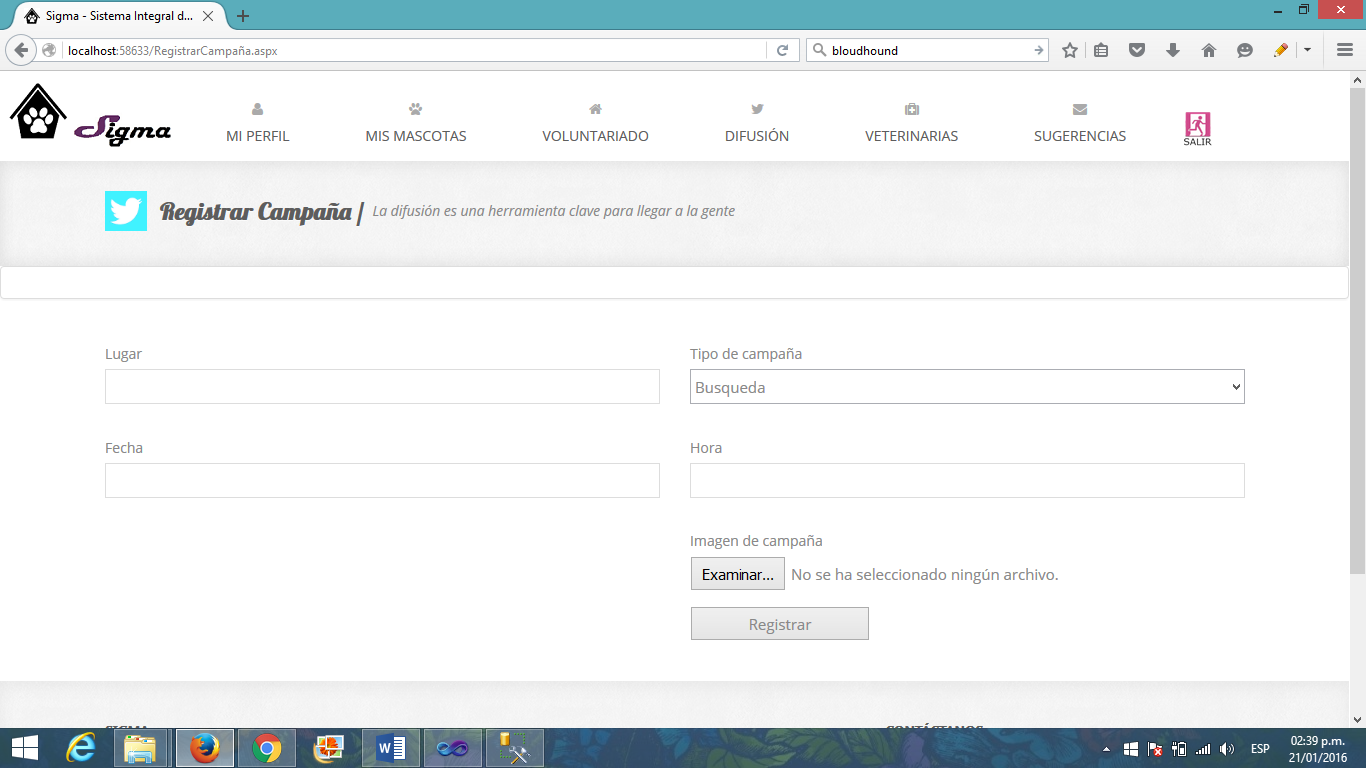 Sigma - Sistema Integral d...
localhost:58633/RegistrarCampaña.aspx
bloudhound
Sigma
MI PERFIL
MIS MASCOTAS
VOLUNTARIADO
DIFUSIÓN
VETERINARIAS
SUGERENCIAS
SALIR
Registrar Campaña | La difusión es una herramienta clave para llegar a la gente
Lugar
Tipo de campaña
Busqueda
Fecha
Hora
Imagen de campaña
Examinar... No se ha seleccionado ningún archivo.
Registrar
SIGMA
CONTÁCTANOS
ESP
02:39 p.m.
21/01/2016